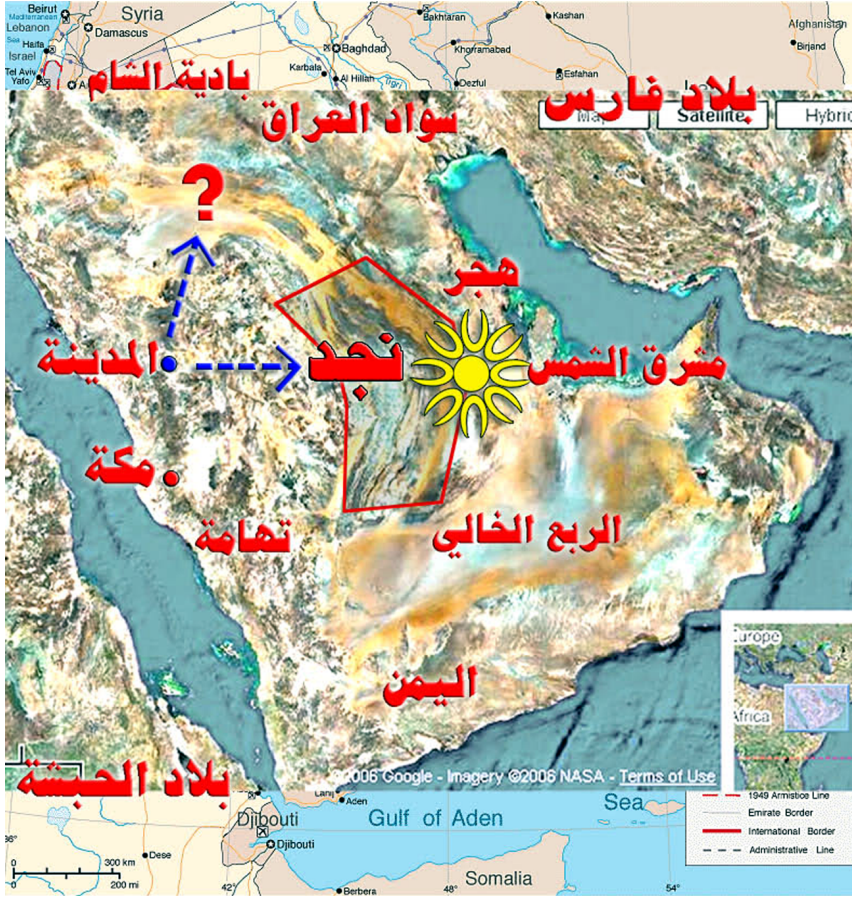 Beirut
Mediterranean
Syria
Lebanon
Damascus
Sea
Haifa
Israel
Tel Aviv
Yafo
Bakhtaran
Kashan
Afghanistan
Baghdad
Khorramabad
Birjand
Karbala
Al Hillah
Dezful
Esfahan
بادية الشام
سواد العراق
بلاد فارس
Map
Satellite
Hybrid
?
هجر
المدينة
نجد
مشرق الشمس
مكة
تهامة
الربع الخالي
اليمن
Europe
Africa
بلاد الحبشة
©2006 Google - Imagery ©2006 NASA - Terms of Use
Lahij
Aden
Djibouti
Gulf of Aden
Sea
1949 Armistice Line
Emirate Border
International Border
Administrative Line
Dese
Djibouti
300 km
200 mi
42°
48°
54°
Berbera
Somalia